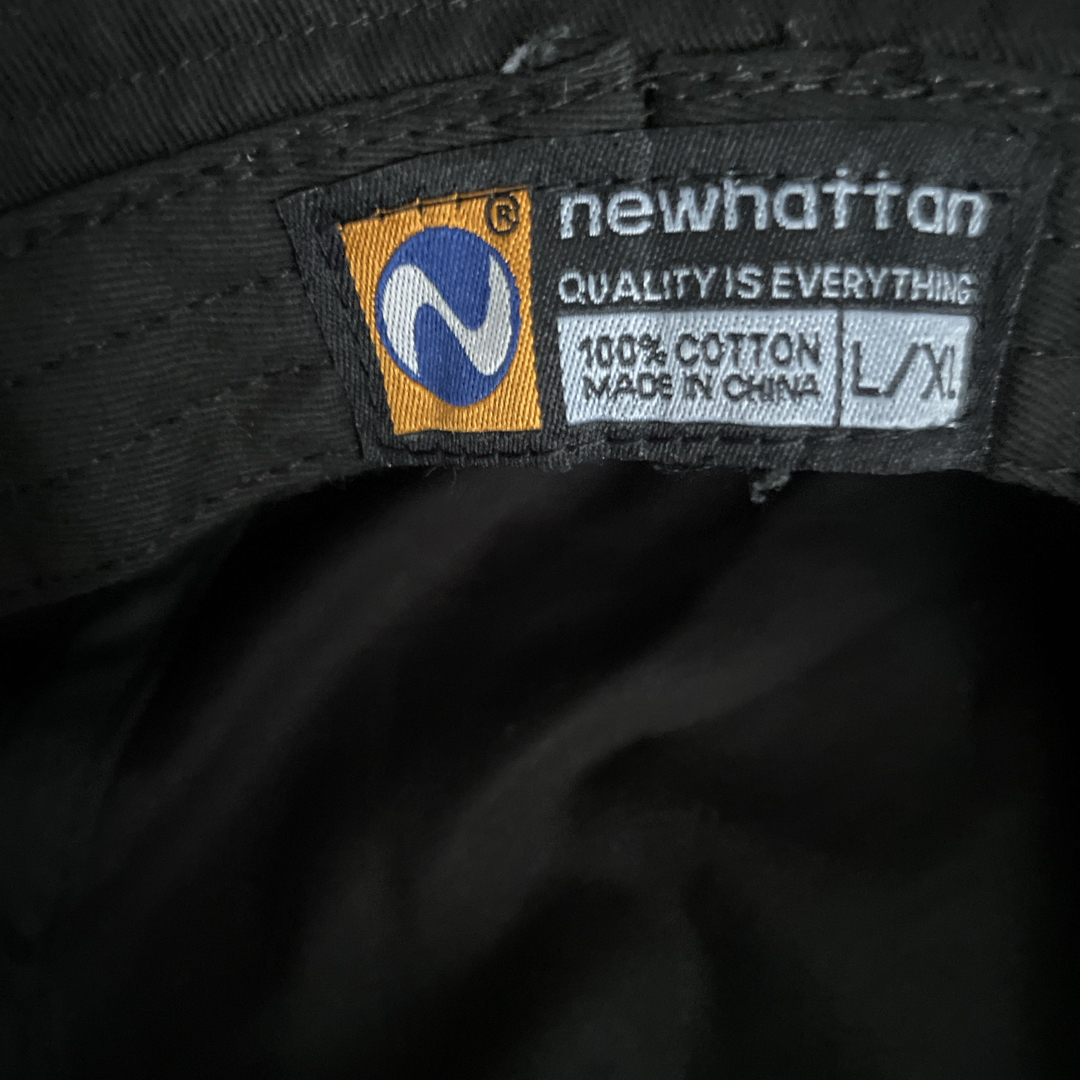 ®
newhattan
QUALITY IS EVERYTHING
100% COTTON
MADE IN CHINA
L/XL